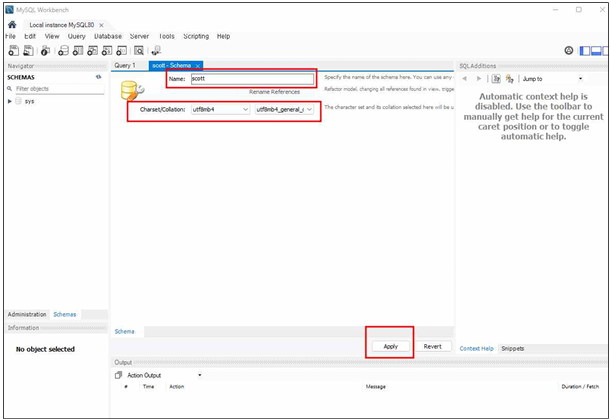 MySQL Workbench
Local instance MySQL80
File Edit View Query Database Server Tools Scripting Help
Navigator
SCHEMAS
Filter objects
sys
Administration Schemas
Information
No object selected
Query 1
scott - Schema
Name: scott
Specify the name of the schema here. You can use any
Rename References
Refactor model, changing all references found in view, trigge
Charset/Collation: utf8mb4 utf8mb4_general_c
The character set and its collation selected here will be u
Schema
Apply Revert
SQLAdditions
Jump to
Automatic context help is
disabled. Use the toolbar to
manually get help for the current
caret position or to toggle
automatic help.
Context Help Snippets
Output
Action Output
# Time Action Message Duration / Fetch